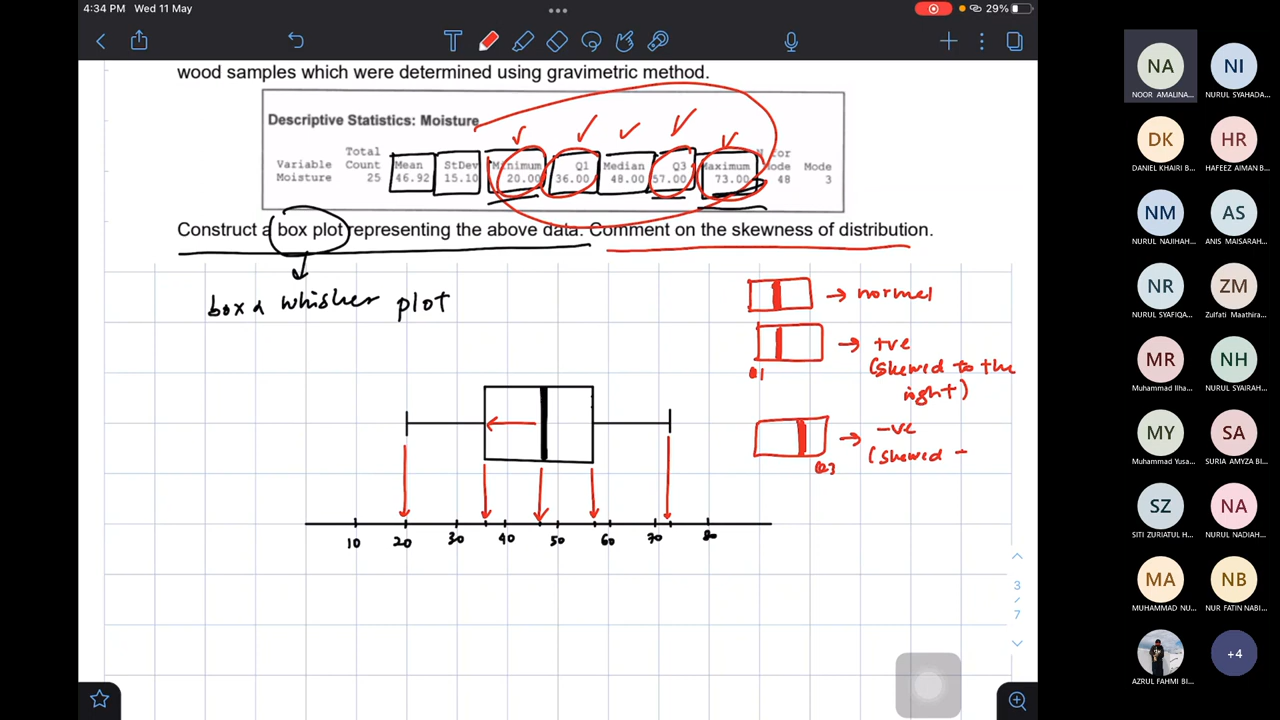 4:34 PM Wed 11 May
29%
wood samples which were determined using gravimetric method.
Descriptive Statistics: Moisture
Total
Variable Count Mean StDev Minimum Q1 Median Q3 Maximum Mode Mode
Moisture 25 46.92 15.10 20.00 36.00 48.00 57.00 73.00 48 3
Construct a box plot representing the above data. Comment on the skewness of distribution.
box & whisher plot
→ normal
→ +ve
Q1
(skewed to the
right)
→ -ve
(skewed -
Q3
10 20 30 40 50 60 70 80
3
7
NA
NOOR AMALINA...
NI
NURUL SYAHADA...
DK
DANIEL KHAIRI B...
HR
HAFEEZ AIMAN B...
NM
NURUL NAJIHAH...
AS
ANIS MAISARAH...
NR
NURUL SYAFIQA...
ZM
Zulfati Maathira...
MR
Muhammad Ilha...
NH
NURUL SYAIRAH...
MY
Muhammad Yusa...
SA
SURIA AMYZA BI...
SZ
SITI ZURIATUL H...
NA
NURUL NADIAH...
MA
MUHAMMAD NU...
NB
NUR FATIN NABI...
AZRUL FAHMI BI...
+4